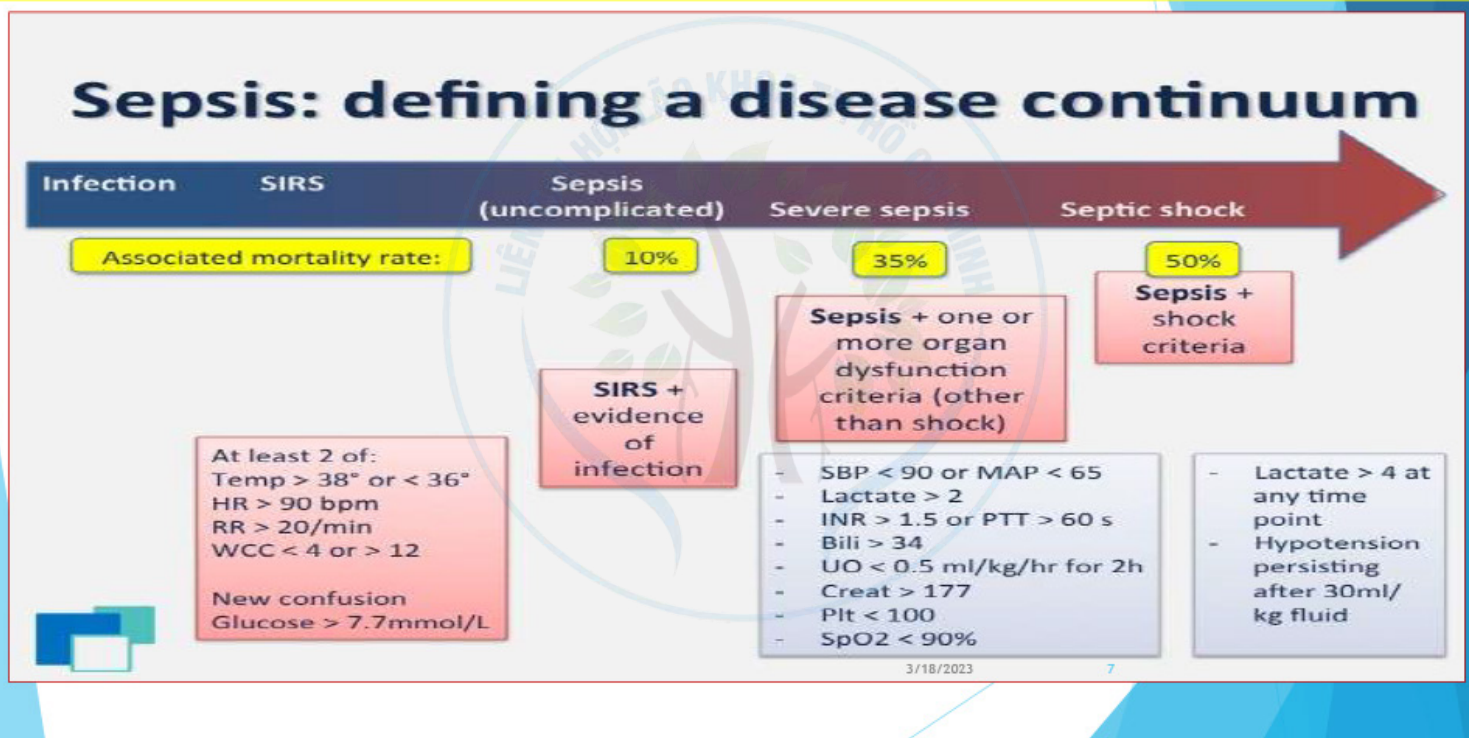 Sepsis: defining a disease continuum
Infection
SIRS
Sepsis
(uncomplicated)
Severe sepsis
Septic shock
Associated mortality rate:
10%
35%
50%
At least 2 of:
Temp > 38° or < 36°
HR > 90 bpm
RR > 20/min
WCC < 4 or > 12
New confusion
Glucose > 7.7mmol/L
SIRS +
evidence
of
infection
Sepsis + one or
more organ
dysfunction
criteria (other
than shock)
- SBP < 90 or MAP < 65
- Lactate > 2
- INR > 1.5 or PTT > 60 s
- Bili > 34
- UO < 0.5 ml/kg/hr for 2h
- Creat > 177
- Plt < 100
- SpO2 < 90%
Sepsis +
shock
criteria
- Lactate > 4 at
any time
point
- Hypotension
persisting
after 30ml/
kg fluid
3/18/2023
7